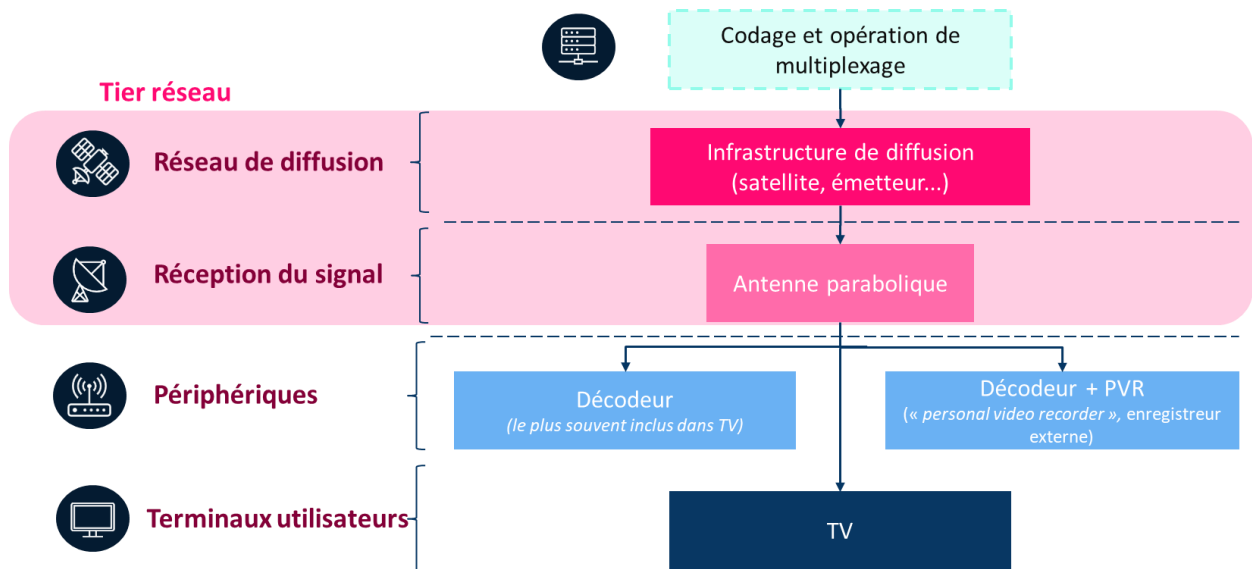 Codage et opération de
multiplexage
Tier réseau
Réseau de diffusion
Infrastructure de diffusion
(satellite, émetteur...)
Réception du signal
Antenne parabolique
Périphériques
Décodeur
(le plus souvent inclus dans TV)
Décodeur + PVR
(« personal video recorder », enregistreur
externe)
Terminaux utilisateurs
TV